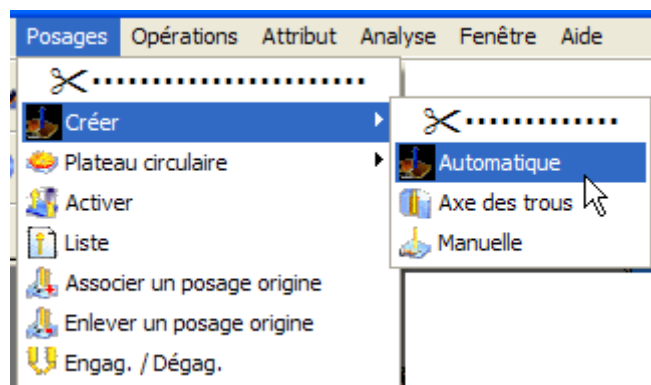 Posages Opérations Attribut Analyse Fenêtre Aide
Créer
Plateau circulaire
Activer
Liste
Associer un posage origine
Enlever un posage origine
Engag. / Dégag.
Automatique
Axe des trous
Manuelle